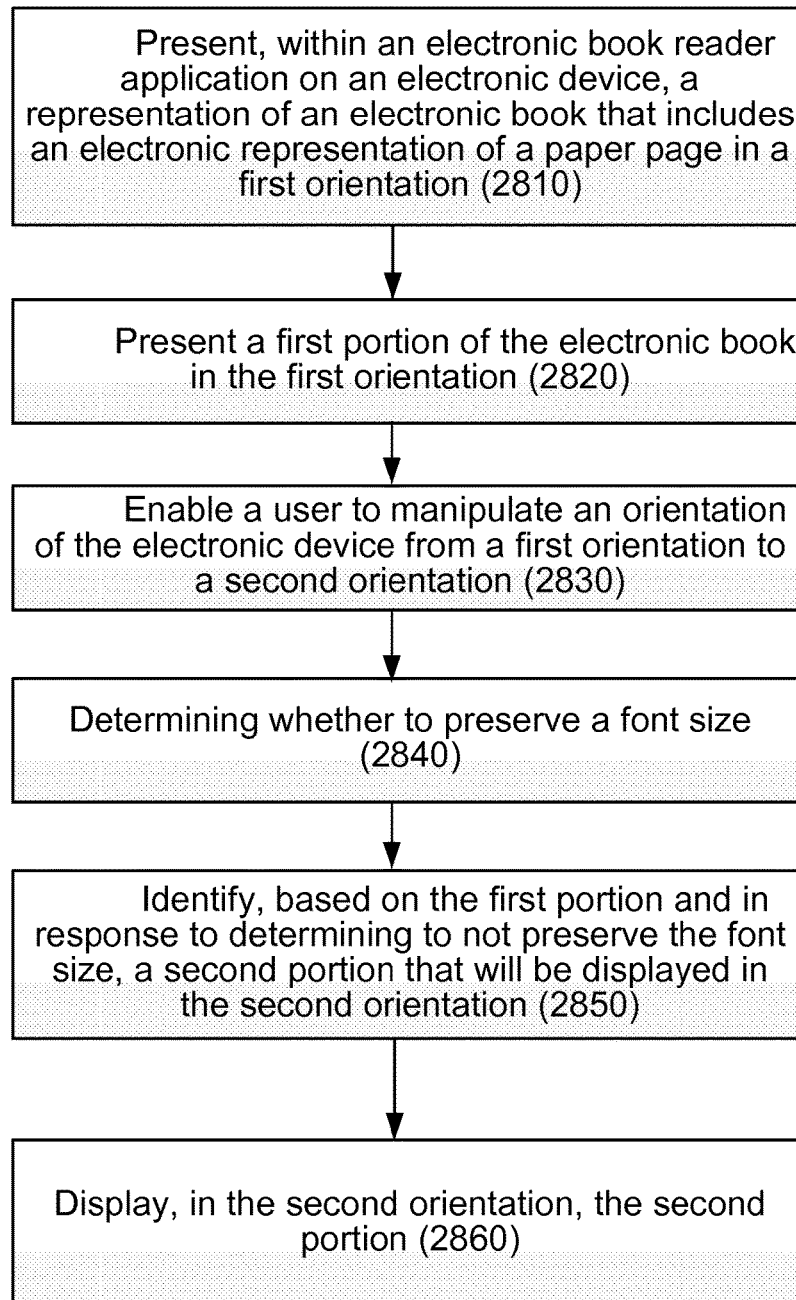 Present, within an electronic book reader
application on an electronic device, a
representation of an electronic book that includes
an electronic representation of a paper page in a
first orientation (2810)
Present a first portion of the electronic book
in the first orientation (2820)
Enable a user to manipulate an orientation
of the electronic device from a first orientation to
a second orientation (2830)
Determining whether to preserve a font size
(2840)
Identify, based on the first portion and in
response to determining to not preserve the font
size, a second portion that will be displayed in
the second orientation (2850)
Display, in the second orientation, the second
portion (2860)